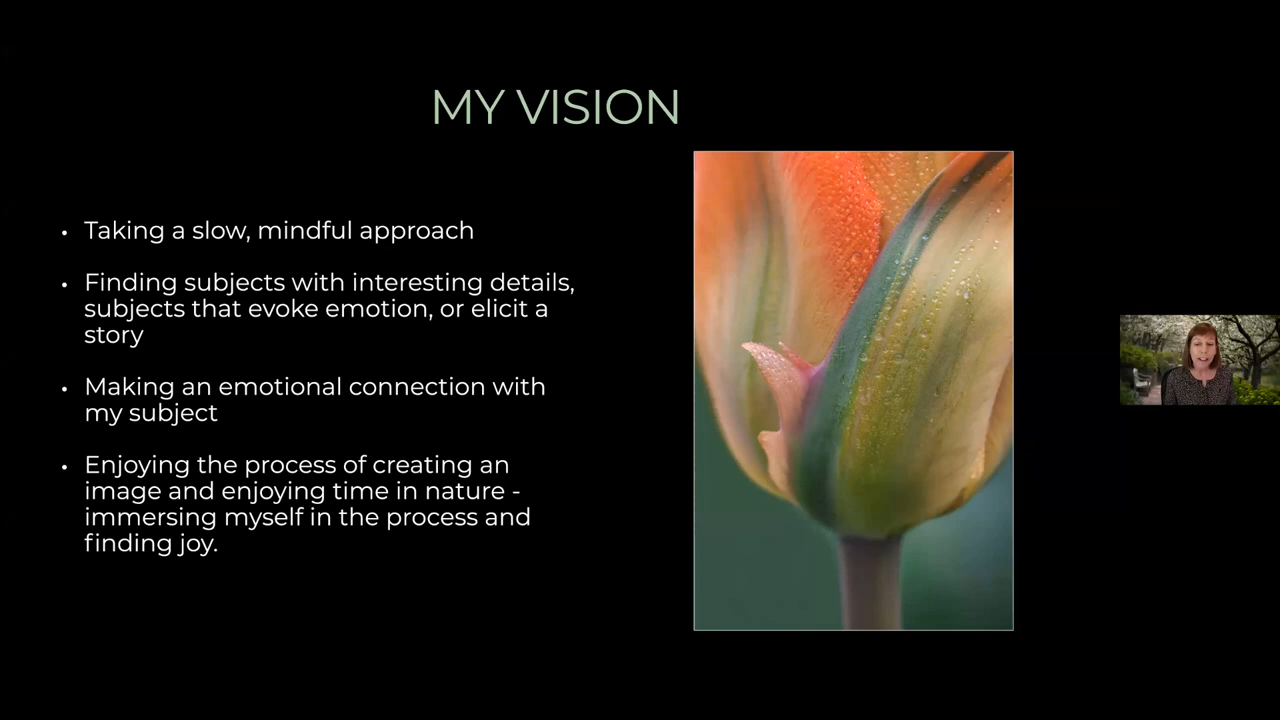 MY VISION
• Taking a slow, mindful approach
• Finding subjects with interesting details,
subjects that evoke emotion, or elicit a
story
• Making an emotional connection with
my subject
• Enjoying the process of creating an
image and enjoying time in nature -
immersing myself in the process and
finding joy.